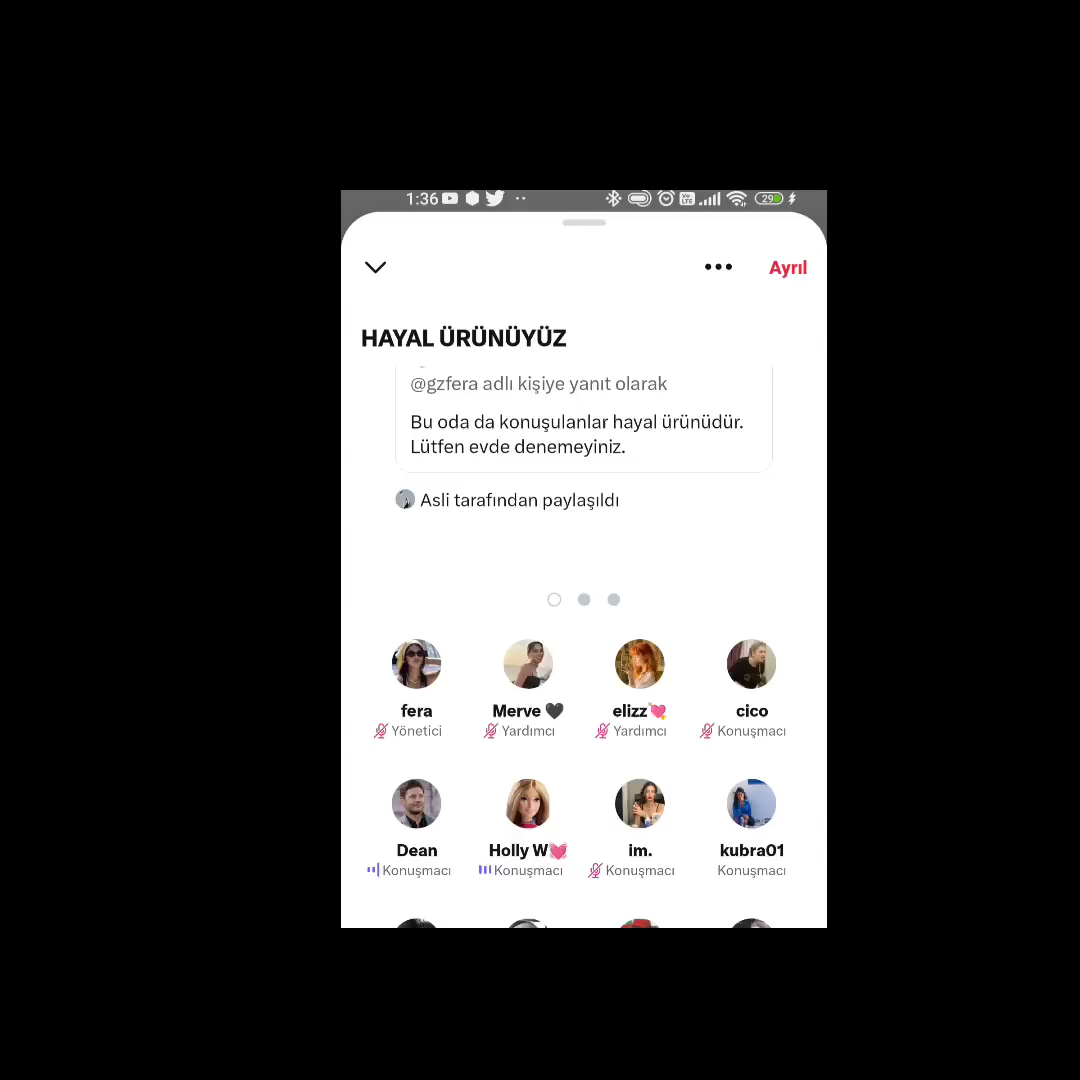 1:36
29
Ayrıl
HAYAL ÜRÜNÜYÜZ
@gzfera adlı kişiye yanıt olarak
Bu oda da konuşulanlar hayal ürünüdür.
Lütfen evde denemeyiniz.
Asli tarafından paylaşıldı
fera Merve 🖤 elizz💘 cico
Yönetici Yardımcı Yardımcı Konuşmacı
Dean Holly W💓 im. kubra01
Konuşmacı Konuşmacı Konuşmacı Konuşmacı